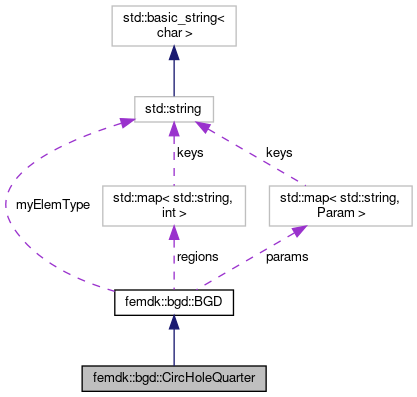 std::basic_string<
char >
std::string
keys
keys
std::map< std::string,
int >
std::map< std::string,
Param >
myElemType
regions
params
femdk::bgd::BGD
femdk::bgd::CircHoleQuarter